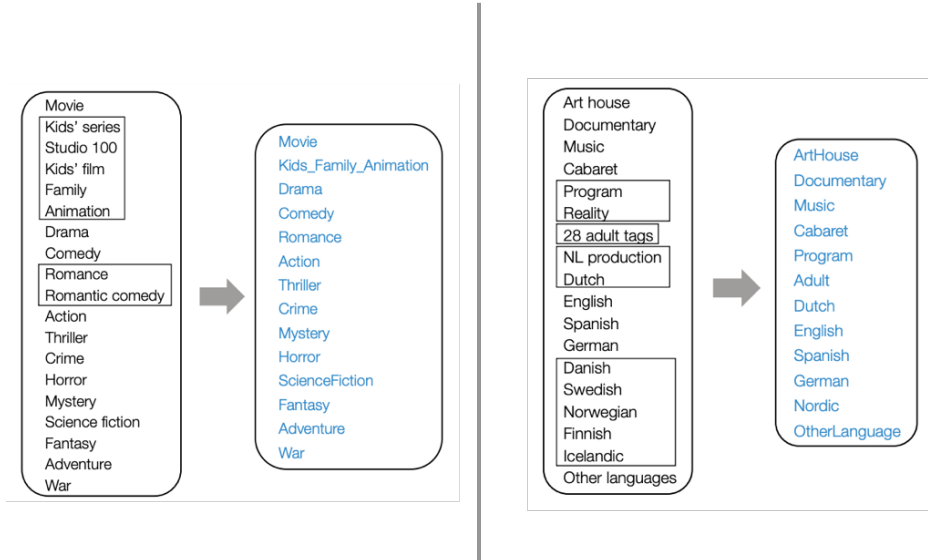 Movie
Kids' series
Studio 100
Kids' film
Family
Animation
Drama
Comedy
Romance
Romantic comedy
Action
Thriller
Crime
Horror
Mystery
Science fiction
Fantasy
Adventure
War
Movie
Kids_Family_Animation
Drama
Comedy
Romance
Action
Thriller
Crime
Mystery
Horror
ScienceFiction
Fantasy
Adventure
War
Art house
Documentary
Music
Cabaret
Program
Reality
28 adult tags
NL production
Dutch
English
Spanish
German
Danish
Swedish
Norwegian
Finnish
Icelandic
Other languages
ArtHouse
Documentary
Music
Cabaret
Program
Adult
Dutch
English
Spanish
German
Nordic
OtherLanguage